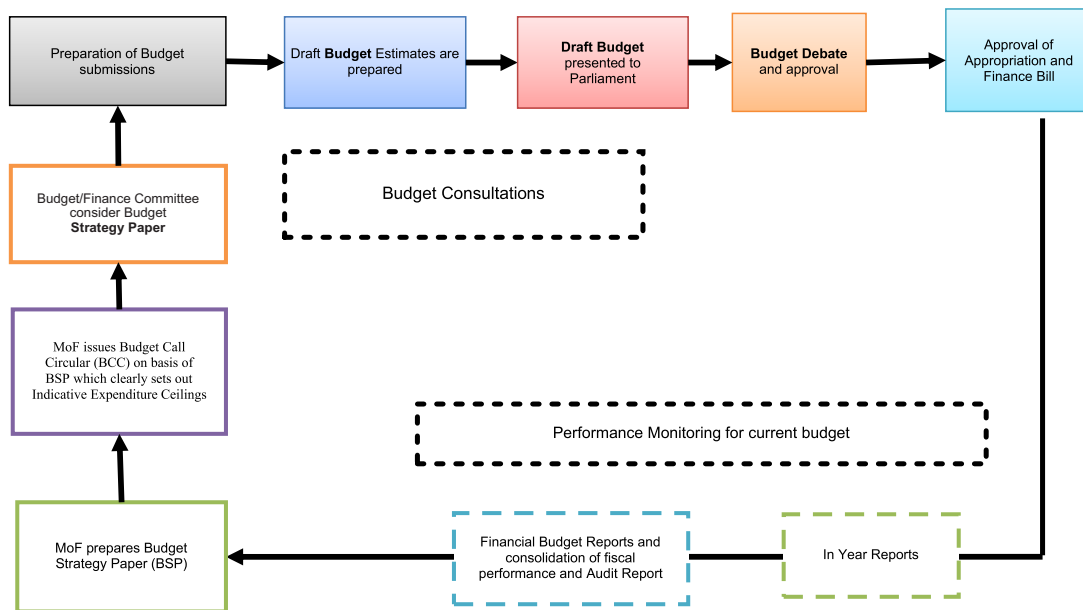 Preparation of Budget
submissions
Draft Budget Estimates are
prepared
Draft Budget
presented to
Parliament
Budget Debate
and approval
Approval of
Appropriation and
Finance Bill
Budget/Finance Committee
consider Budget
Strategy Paper
Budget Consultations
MoF issues Budget Call
Circular (BCC) on basis of
BSP which clearly sets out
Indicative Expenditure Ceilings
Performance Monitoring for current budget
MoF prepares Budget
Strategy Paper (BSP)
Financial Budget Reports and
consolidation of fiscal
performance and Audit Report
In Year Reports